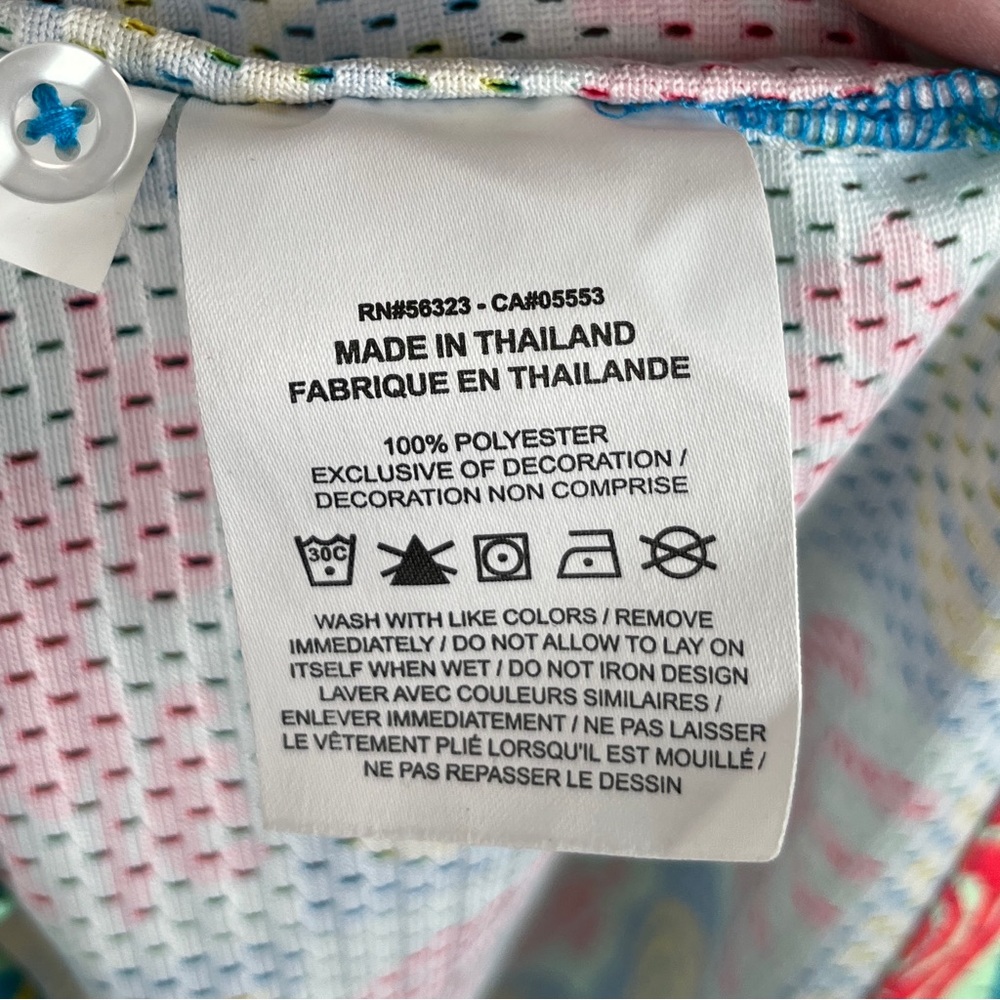 RN#56323 - CA#05553
MADE IN THAILAND
FABRIQUE EN THAILANDE
100% POLYESTER
EXCLUSIVE OF DECORATION /
DECORATION NON COMPRISE
30C
WASH WITH LIKE COLORS / REMOVE
IMMEDIATELY / DO NOT ALLOW TO LAY ON
ITSELF WHEN WET / DO NOT IRON DESIGN
LAVER AVEC COULEURS SIMILAIRES /
ENLEVER IMMEDIATEMENT / NE PAS LAISSER
LE VÊTEMENT PLIÉ LORSQU'IL EST MOUILLÉ /
NE PAS REPASSER LE DESSIN